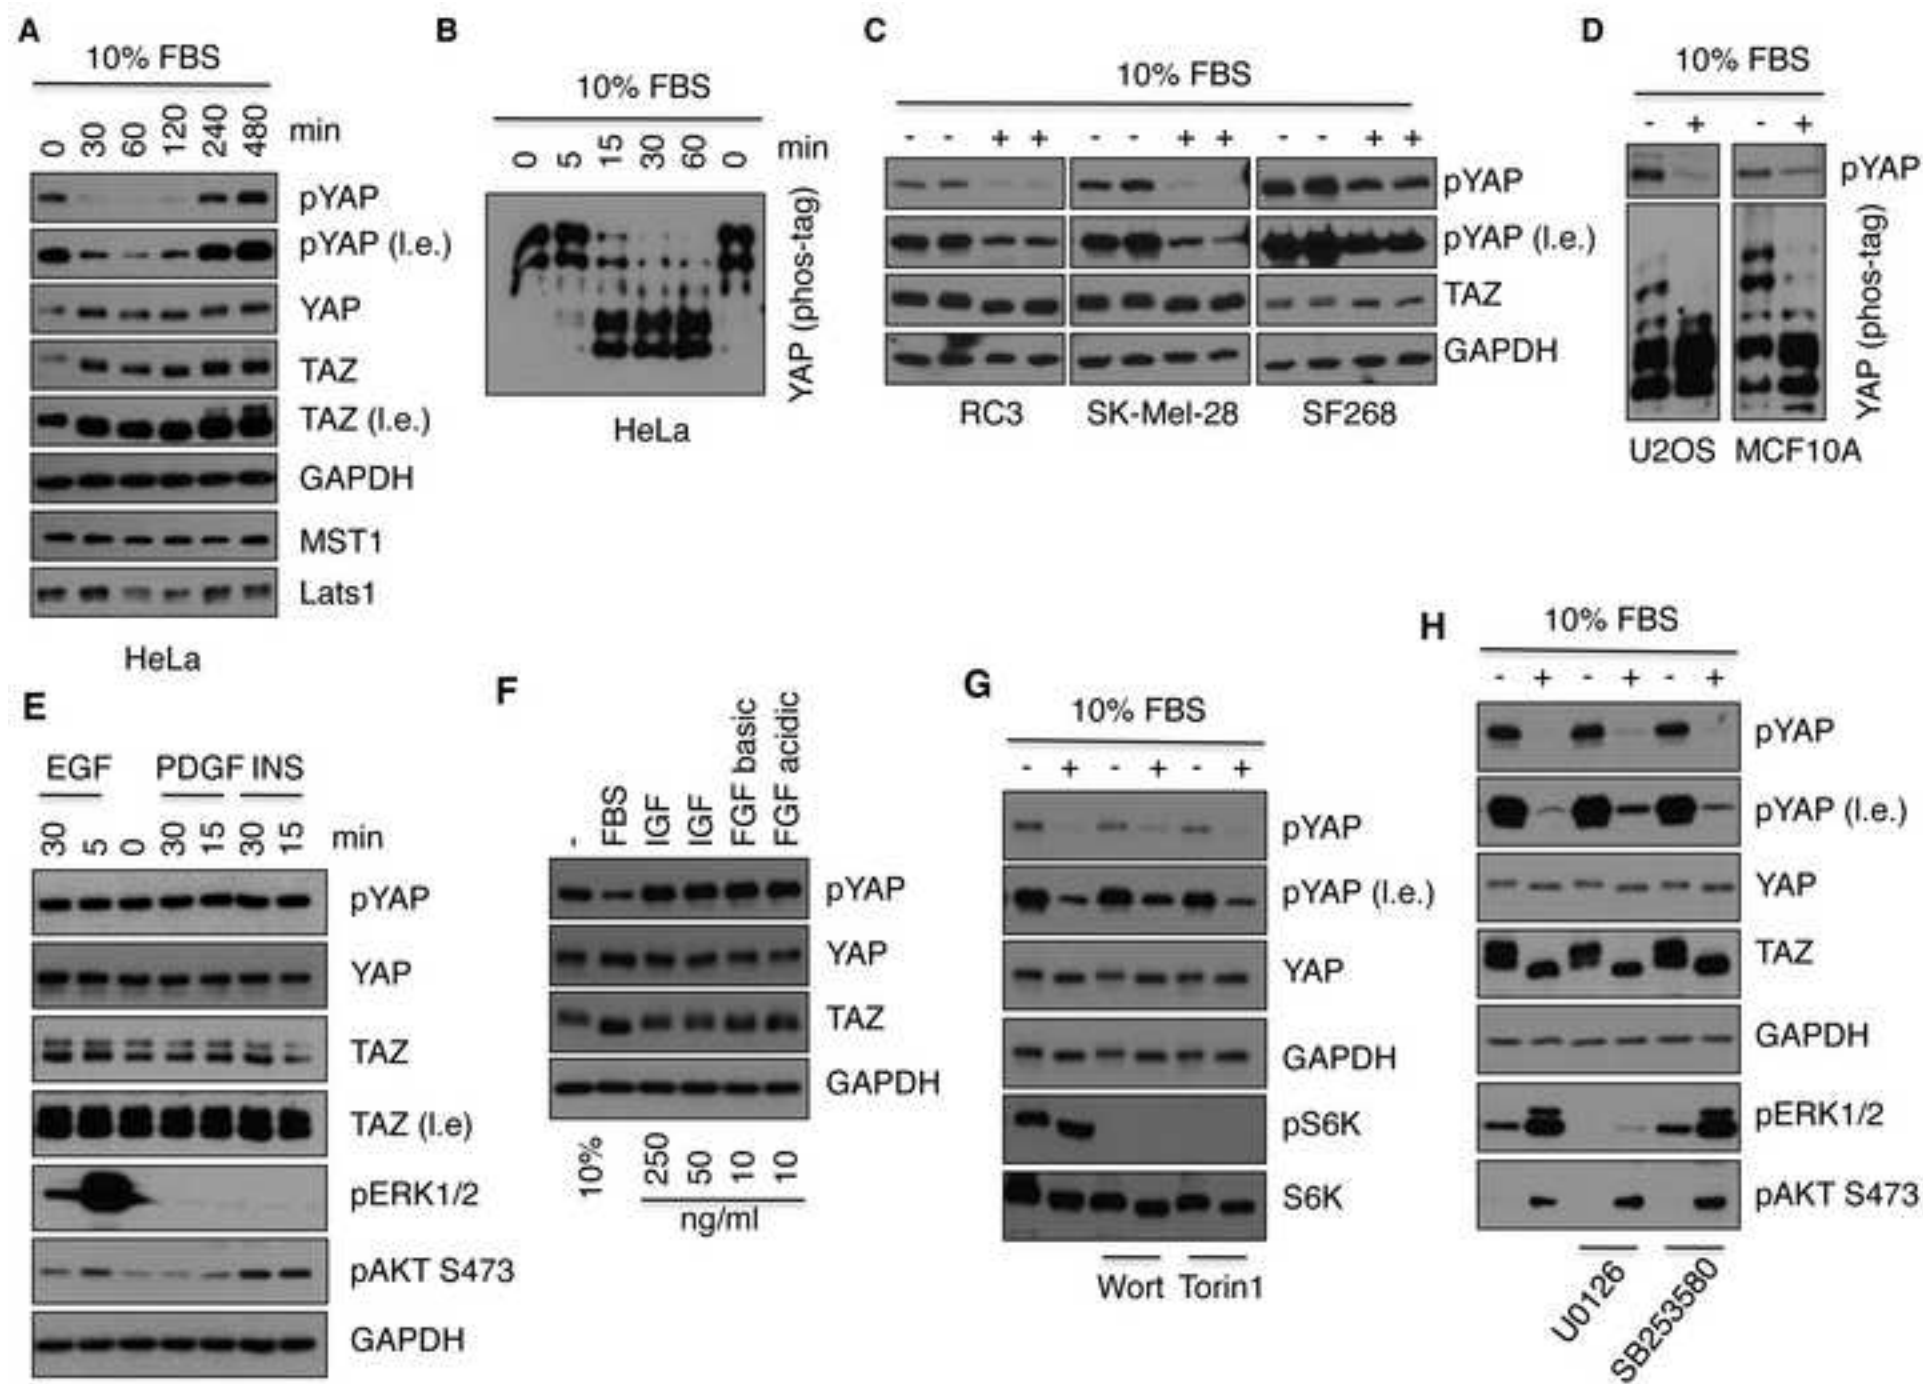 A
10% FBS
0 30 60 120 240 480 min
pYAP
pYAP (l.e.)
YAP
TAZ
TAZ (l.e.)
GAPDH
MST1
Lats1
HeLa
B
10% FBS
0 5 15 30 60 0 min
YAP (phos-tag)
HeLa
C
10% FBS
- - + + - - + + - - + +
pYAP
pYAP (l.e.)
TAZ
GAPDH
RC3 SK-Mel-28 SF268
D
10% FBS
- + - +
pYAP
YAP (phos-tag)
U2OS MCF10A
E
EGF PDGF INS
30 5 0 30 15 30 15 min
pYAP
YAP
TAZ
TAZ (l.e)
pERK1/2
pAKT S473
GAPDH
F
- FBS IGF IGF FGF basic FGF acidic
pYAP
YAP
TAZ
GAPDH
10% 250 50 10 10
ng/ml
G
10% FBS
- + - + - +
pYAP
pYAP (l.e.)
YAP
GAPDH
pS6K
S6K
Wort Torin1
H
10% FBS
- + - + - +
pYAP
pYAP (l.e.)
YAP
TAZ
GAPDH
pERK1/2
pAKT S473
U0126 SB253580